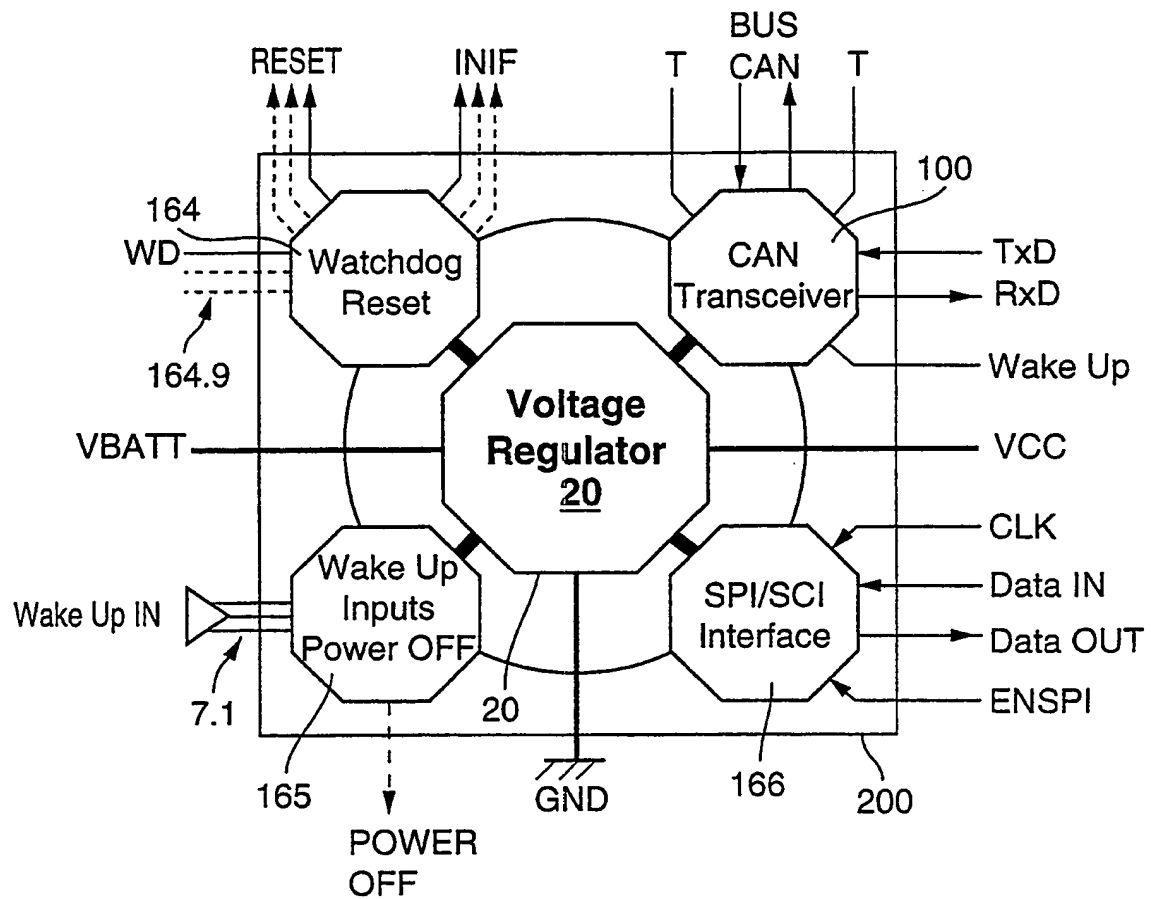 BUS
RESET
INIF
T
CAN
T
100
164
WD
Watchdog
Reset
CAN
Transceiver
TxD
RxD
164.9
Wake Up
VBATT
Voltage
Regulator
20
VCC
CLK
Wake Up IN
Wake Up
Inputs
Power OFF
SPI/SCI
Interface
Data IN
Data OUT
ENSPI
7.1
20
165
GND
166
200
POWER
OFF